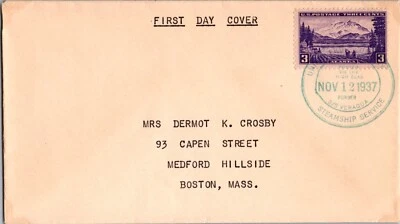 FIRST DAY COVER
U.S. POSTAGE THREE CENTS
3 ALASKA 3
NOV 12 1937
STEAMSHIP SERVICE
MRS DERMOT K. CROSBY
93 CAPEN STREET
MEDFORD HILLSIDE
BOSTON, MASS.